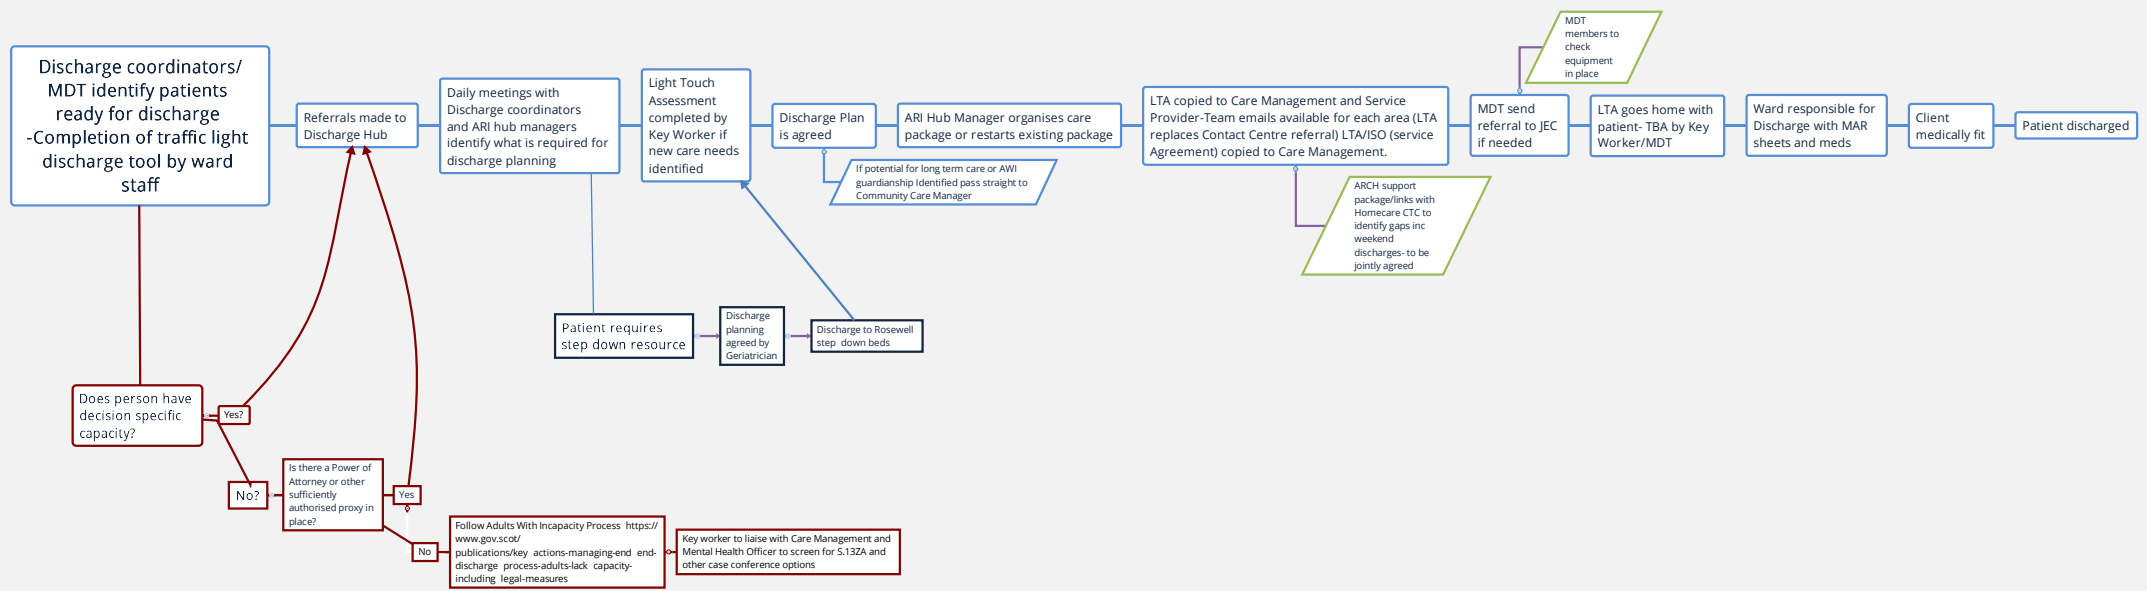 Discharge coordinators/
MDT identify patients
ready for discharge
-Completion of traffic light
discharge tool by ward
staff
Referrals made to
Discharge Hub
Daily meetings with
Discharge coordinators
and ARI hub managers
identify what is required for
discharge planning
Light Touch
Assessment
completed by
Key Worker if
new care needs
identified
Discharge Plan
is agreed
If potential for long term care or AWI
guardianship Identified pass straight to
Community Care Manager
ARI Hub Manager organises care
package or restarts existing package
LTA copied to Care Management and Service
Provider-Team emails available for each area (LTA
replaces Contact Centre referral) LTA/ISO (service
Agreement) copied to Care Management.
ARCH support
package/links with
Homecare CTC to
identify gaps inc
weekend
discharges- to be
jointly agreed
MDT
members to
check
equipment
in place
MDT send
referral to JEC
if needed
LTA goes home with
patient- TBA by Key
Worker/MDT
Ward responsible for
Discharge with MAR
sheets and meds
Client
medically fit
Patient discharged
Patient requires
step down resource
Discharge
planning
agreed by
Geriatrician
Discharge to Rosewell
step down beds
Does person have
decision specific
capacity?
Yes?
No?
Is there a Power of
Attorney or other
sufficiently
authorised proxy in
place?
Yes
No
Follow Adults With Incapacity Process https://
www.gov.scot/
publications/key actions-managing-end end-
discharge process-adults-lack capacity-
including legal-measures
Key worker to liaise with Care Management and
Mental Health Officer to screen for S.13ZA and
other case conference options